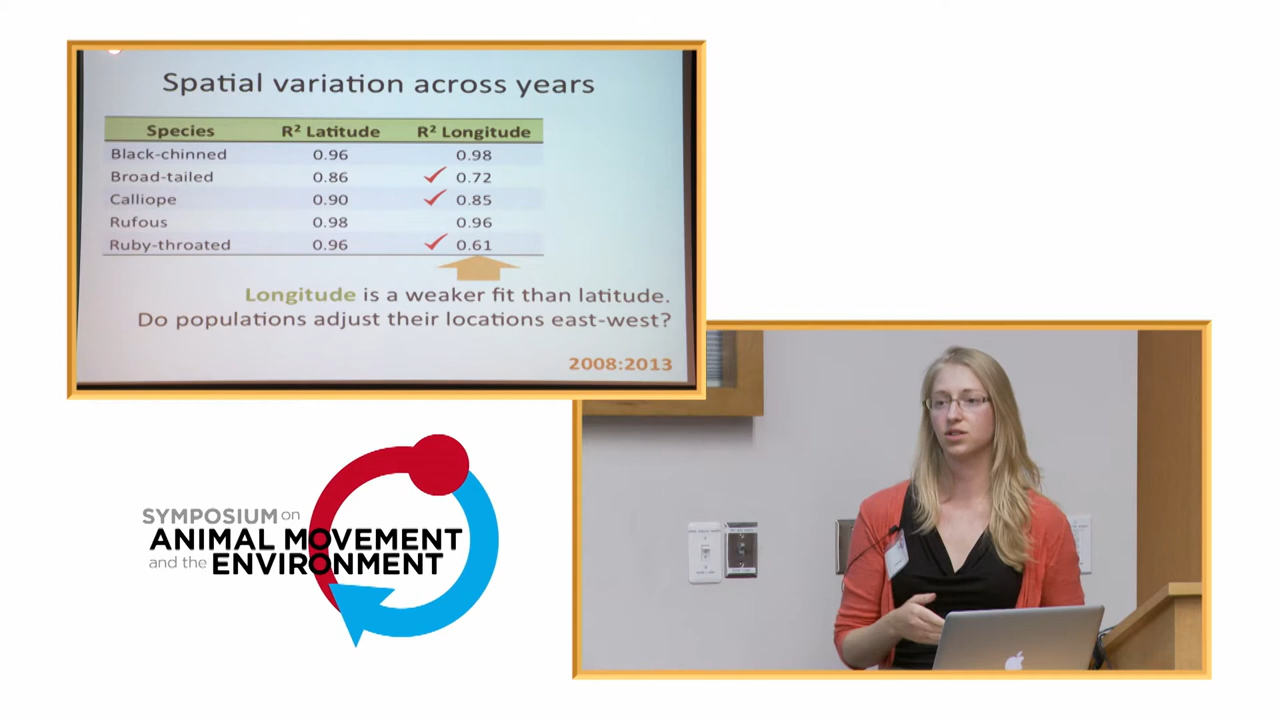 Spatial variation across years
Species R² Latitude R² Longitude
Black-chinned 0.96 0.98
Broad-tailed 0.86 ✓ 0.72
Calliope 0.90 ✓ 0.85
Rufous 0.98 0.96
Ruby-throated 0.96 ✓ 0.61
Longitude is a weaker fit than latitude.
Do populations adjust their locations east-west?
2008:2013
SYMPOSIUM on
ANIMAL MOVEMENT
and the ENVIRONMENT